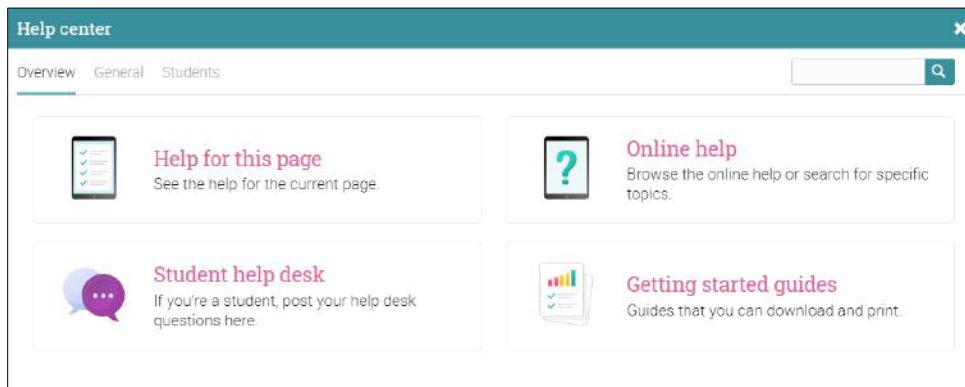 Help center
Overview General Students
Help for this page
See the help for the current page.
Online help
Browse the online help or search for specific
topics.
Student help desk
If you're a student, post your help desk
questions here.
Getting started guides
Guides that you can download and print.